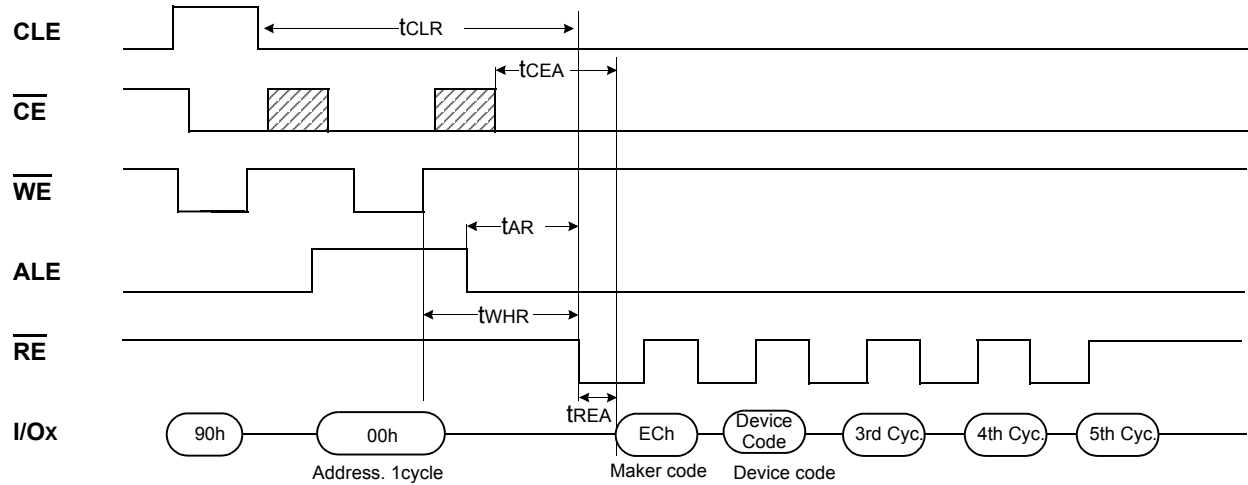 CLE
tCLR
tCEA
CE
WE
tAR
ALE
tWHR
RE
tREA
I/Ox
90h
00h
ECh
Device
Code
3rd Cyc.
4th Cyc.
5th Cyc.
Address. 1cycle
Maker code
Device code